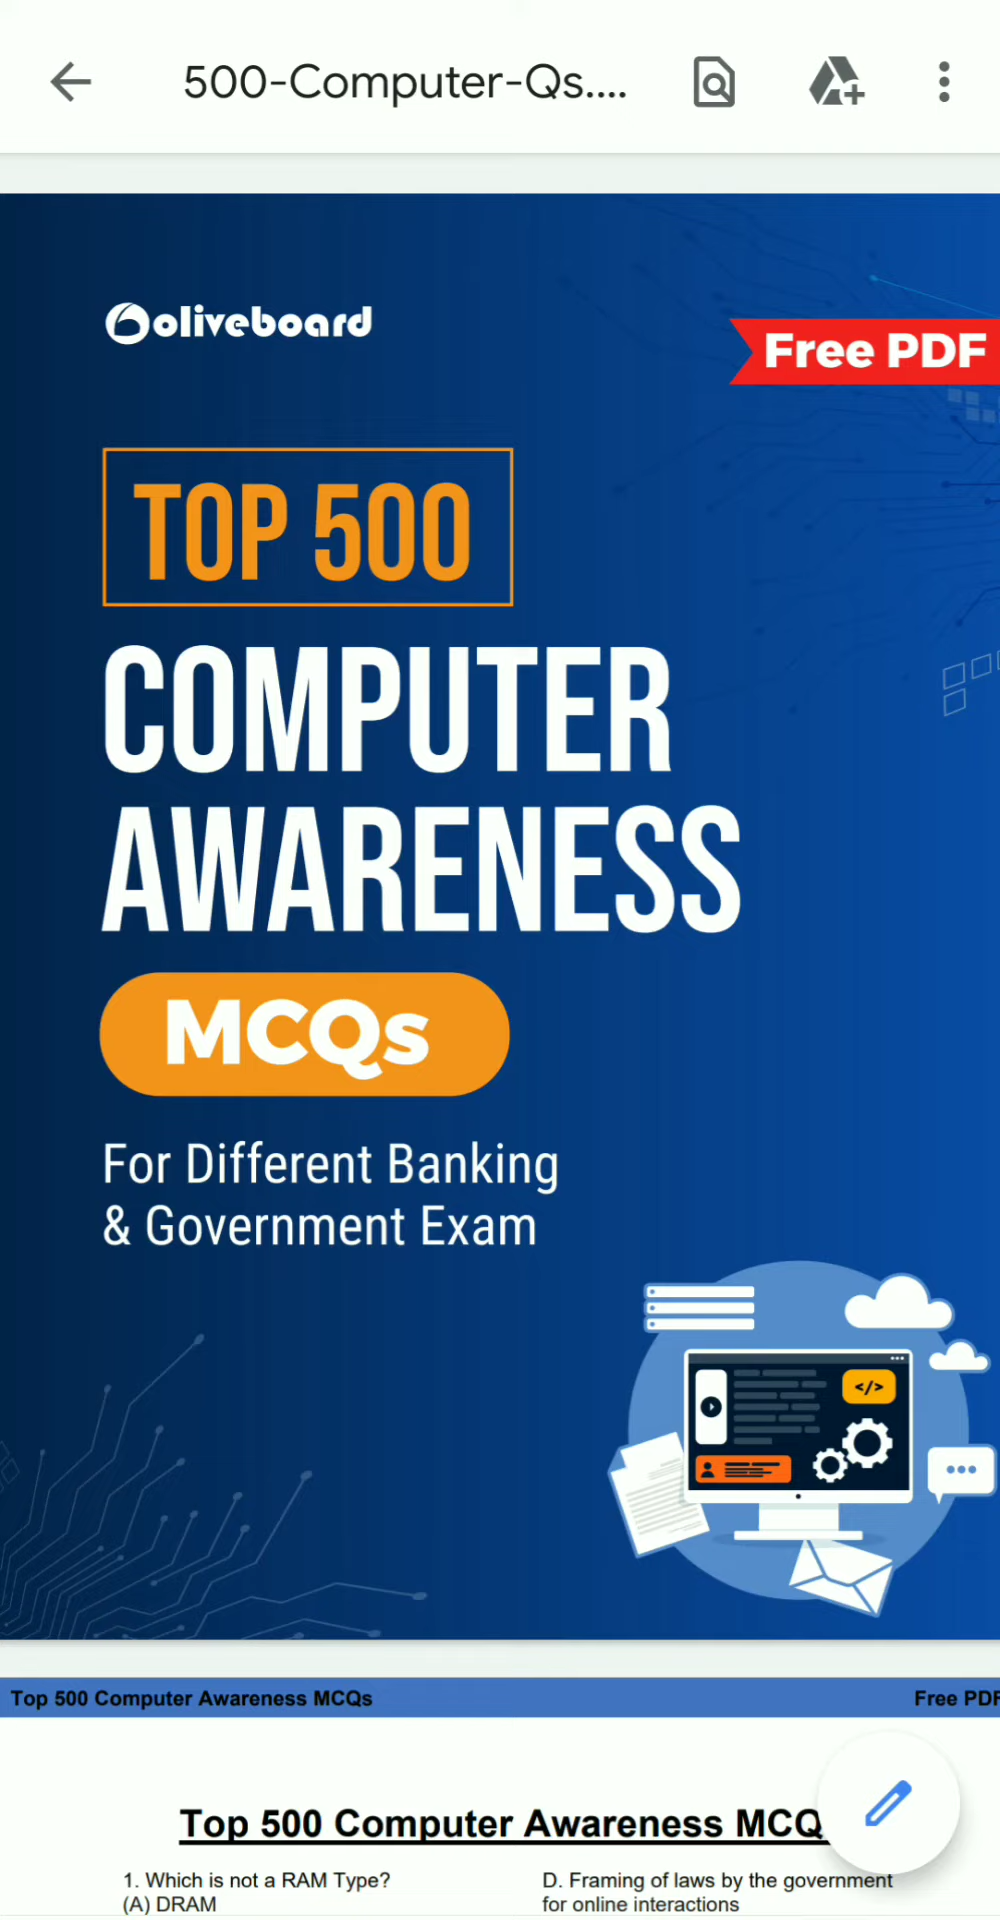 500-Computer-Qs....
oliveboard
Free PDF
TOP 500
COMPUTER
AWARENESS
MCQs
For Different Banking
& Government Exam
</>
Top 500 Computer Awareness MCQs
Free PDF
Top 500 Computer Awareness MCQ
1. Which is not a RAM Type?
(A) DRAM
D. Framing of laws by the government
for online interactions